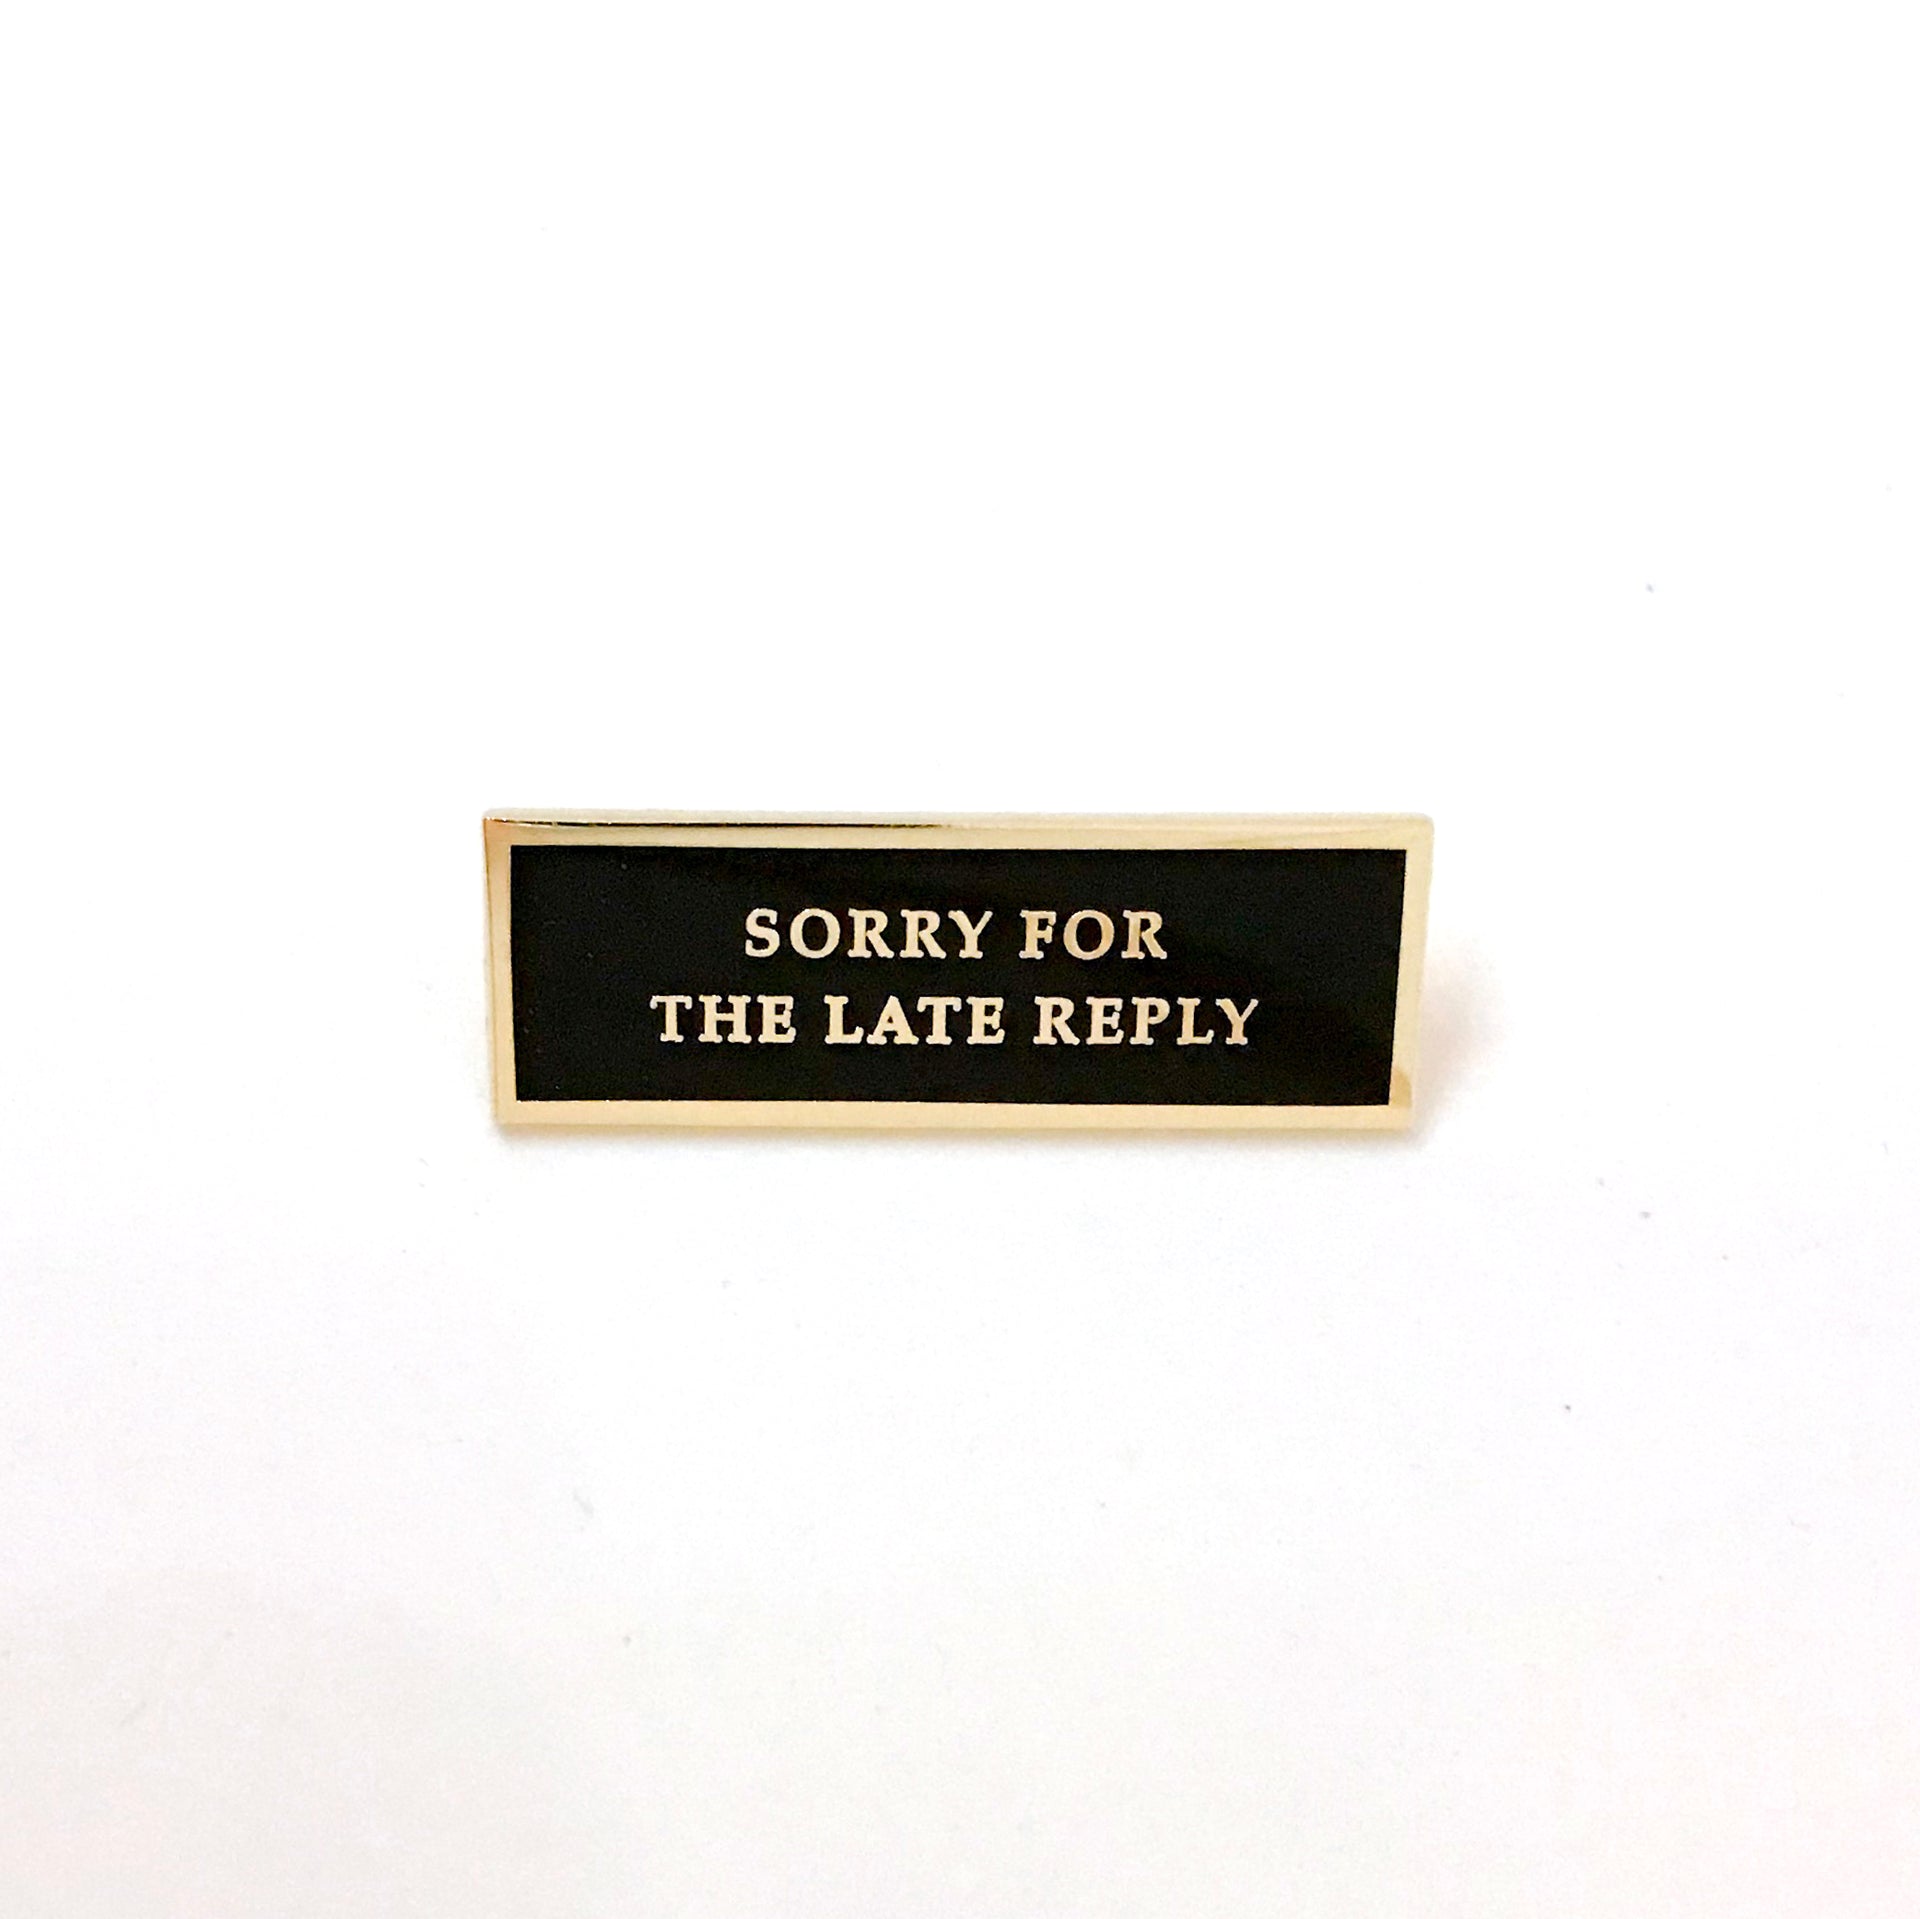 SORRY FOR
THE LATE REPLY